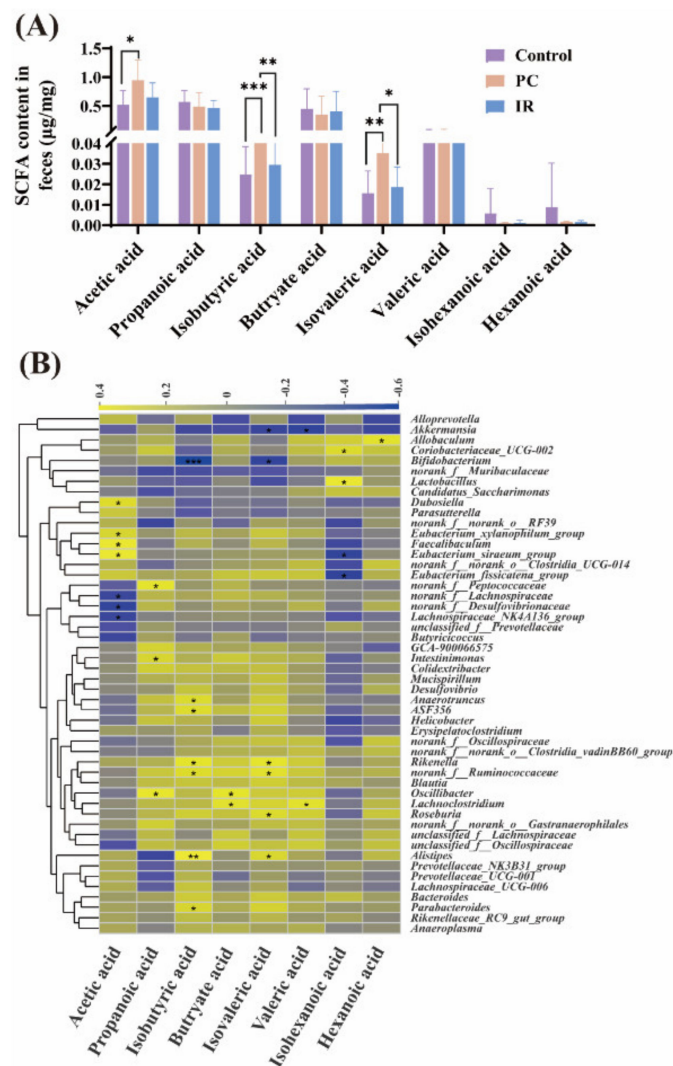 (A)
SCFA content in
feces (μg/mg)
1.5
1.0
0.5
0.04
0.03
0.02
0.01
0.00
*
***
**
**
*
Control
PC
IR
Acetic acid
Propanoic acid
Isobutyric acid
Butryate acid
Isovaleric acid
Valeric acid
Isohexanoic acid
Hexanoic acid
(B)
0.4
0.2
0
-0.2
-0.4
-0.6
Alloprevotella
Akkermansia * *
Allobaculum *
Coriobacteriaceae_UCG-002 *
Bifidobacterium *** *
norank_f__Muribaculaceae
Lactobacillus *
Candidatus_Saccharimonas
Dubosiella *
Parasutterella
norank_f__norank_o__RF39
Eubacterium_xylanophilum_group *
Faecalibaculum *
Eubacterium_siraeum_group * *
norank_f__norank_o__Clostridia_UCG-014
Eubacterium_fissicatena_group *
norank_f__Peptococcaceae *
norank_f__Lachnospiraceae *
norank_f__Desulfovibrionaceae *
Lachnospiraceae_NK4A136_group *
unclassified_f__Prevotellaceae
Butyricicoccus
GCA-900066575
Intestinimonas *
Colidextribacter
Mucispirillum
Desulfovibrio
Anaerotruncus *
ASF356 *
Helicobacter
Erysipelatoclostridium
norank_f__Oscillospiraceae
norank_f__norank_o__Clostridia_vadinBB60_group
Rikenella * *
norank_f__Ruminococcaceae * *
Blautia
Oscillibacter * *
Lachnoclostridium * *
Roseburia *
norank_f__norank_o__Gastranaerophilales
unclassified_f__Lachnospiraceae
unclassified_f__Oscillospiraceae
Alistipes ** *
Prevotellaceae_NK3B31_group
Prevotellaceae_UCG-001
Lachnospiraceae_UCG-006
Bacteroides
Parabacteroides *
Rikenellaceae_RC9_gut_group
Anaeroplasma
Acetic acid
Propanoic acid
Isobutyric acid
Butryate acid
Isovaleric acid
Valeric acid
Isohexanoic acid
Hexanoic acid